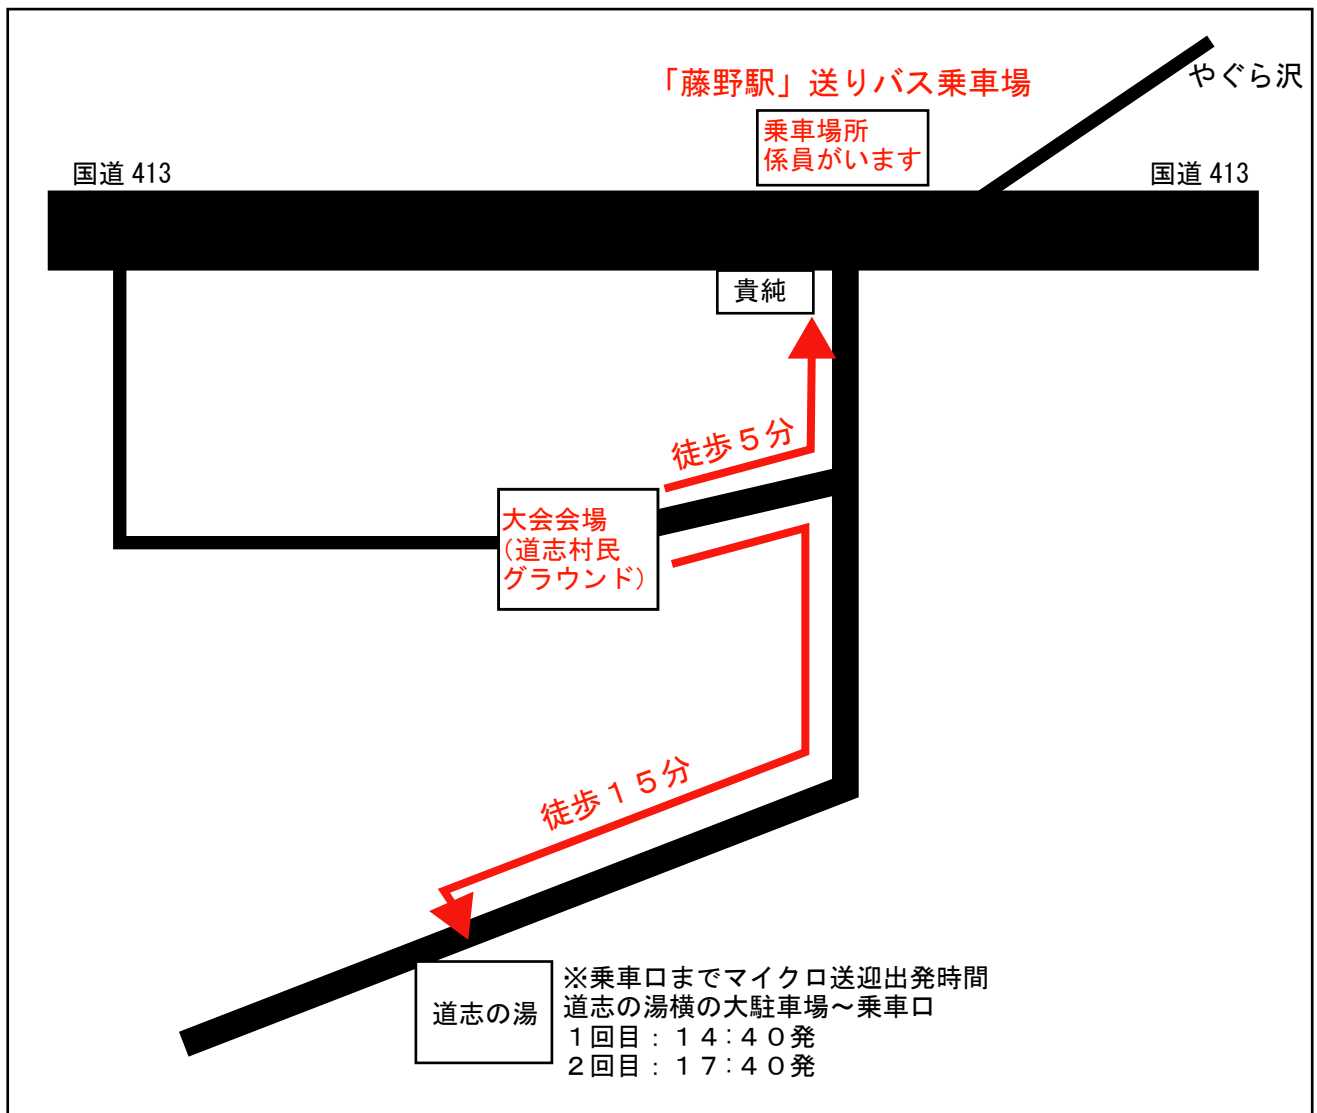 「藤野駅」送りバス乗車場
やぐら沢
乗車場所
係員がいます
国道 413
国道 413
貴純
徒歩５分
大会会場
(道志村民
グラウンド)
徒歩１５分
道志の湯
※乗車口までマイクロ送迎出発時間
道志の湯横の大駐車場～乗車口
１回目：１４:４０発
２回目：１７:４０発